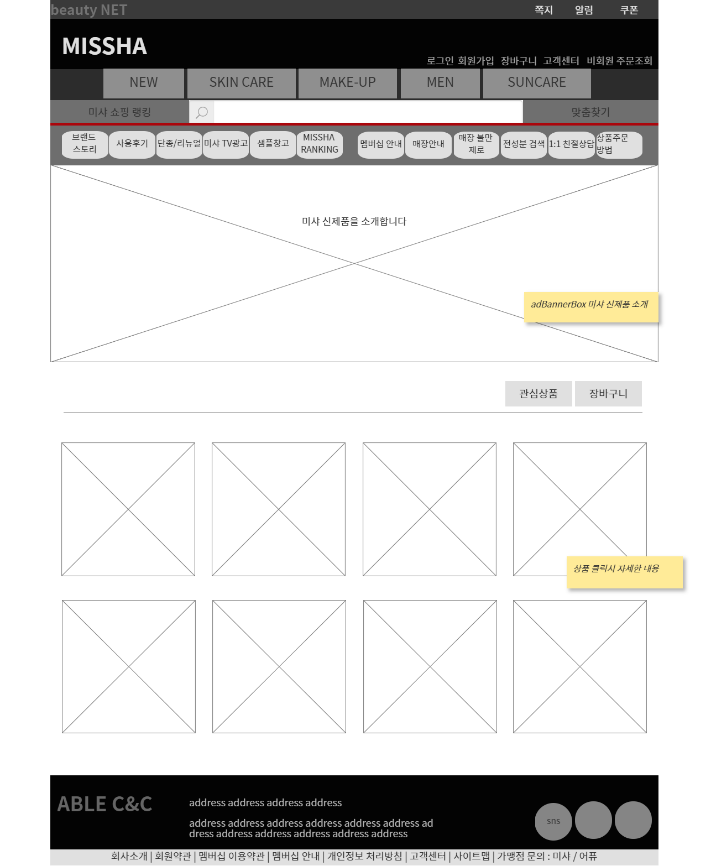 beauty NET
쪽지 알림 쿠폰
MISSHA
로그인 회원가입 장바구니 고객센터 비회원 주문조회
NEW SKIN CARE MAKE-UP MEN SUNCARE
미샤 쇼핑 랭킹 맞춤찾기
브랜드
스토리
사용후기
단종/리뉴얼
미샤 TV광고
샘플창고
MISSHA
RANKING
멤비십 안내
매장안내
매장 불만
제로
전성분 검색
1:1 친절상담
상품주문
방법
미샤 신제품을 소개합니다
adBannerBox 미샤 신제품 소개
관심상품 장바구니
상품 클릭시 자세한 내용
ABLE C&C
address address address address
address address address address address address ad
dress address address address address address
sns
회사소개 | 회원약관 | 멤버십 이용약관 | 멤버십 안내 | 개인정보 처리방침 | 고객센터 | 사이트맵 | 가맹점 문의 : 미샤 / 어퓨